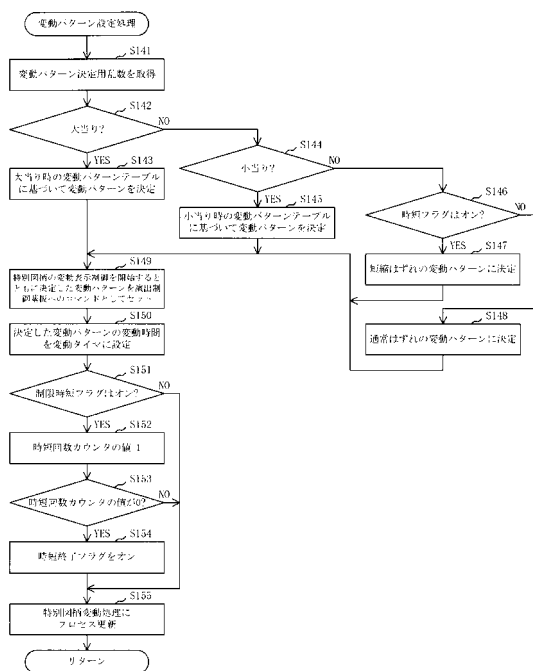 変動パターン設定処理
S141
変動パターン決定用乱数を取得
S142
大当り?
NO
YES
S143
大当り時の変動パターンテーブル
に基づいて変動パターンを決定
S144
小当り?
NO
YES
S145
小当り時の変動パターンテーブル
に基づいて変動パターンを決定
S146
時短フラグはオン?
NO
YES
S147
短縮はずれの変動パターンに決定
S148
通常はずれの変動パターンに決定
S149
特別図柄の変動表示制御を開始すると
ともに決定した変動パターンを演出制
御基板へのコマンドとしてセット
S150
決定した変動パターンの変動時間
を変動タイマに設定
S151
制限時短フラグはオン?
NO
YES
S152
時短回数カウンタの値-1
S153
時短回数カウンタの値が0?
NO
YES
S154
時短終了フラグをオン
S155
特別図柄変動処理に
プロセス更新
リターン